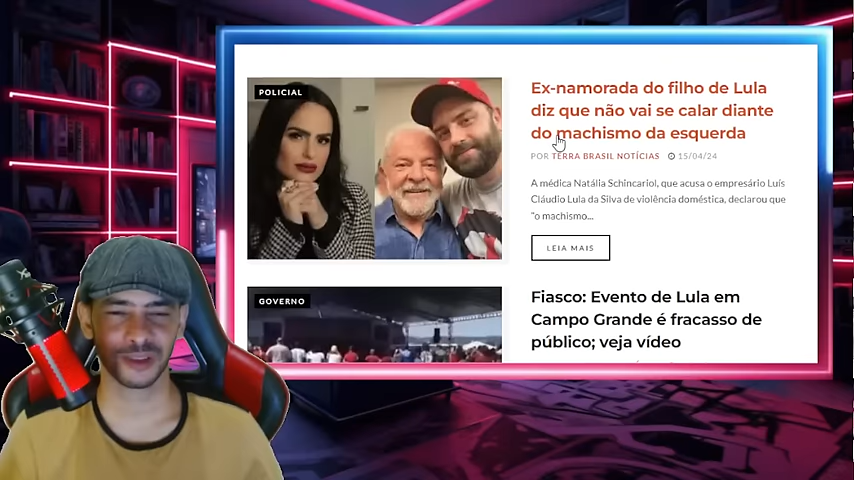 POLICIAL
Ex-namorada do filho de Lula
diz que não vai se calar diante
do machismo da esquerda
POR TERRA BRASIL NOTÍCIAS 15/04/24
A médica Natália Schincariol, que acusa o empresário Luís
Cláudio Lula da Silva de violência doméstica, declarou que
"o machismo...
LEIA MAIS
GOVERNO
Fiasco: Evento de Lula em
Campo Grande é fracasso de
público; veja vídeo